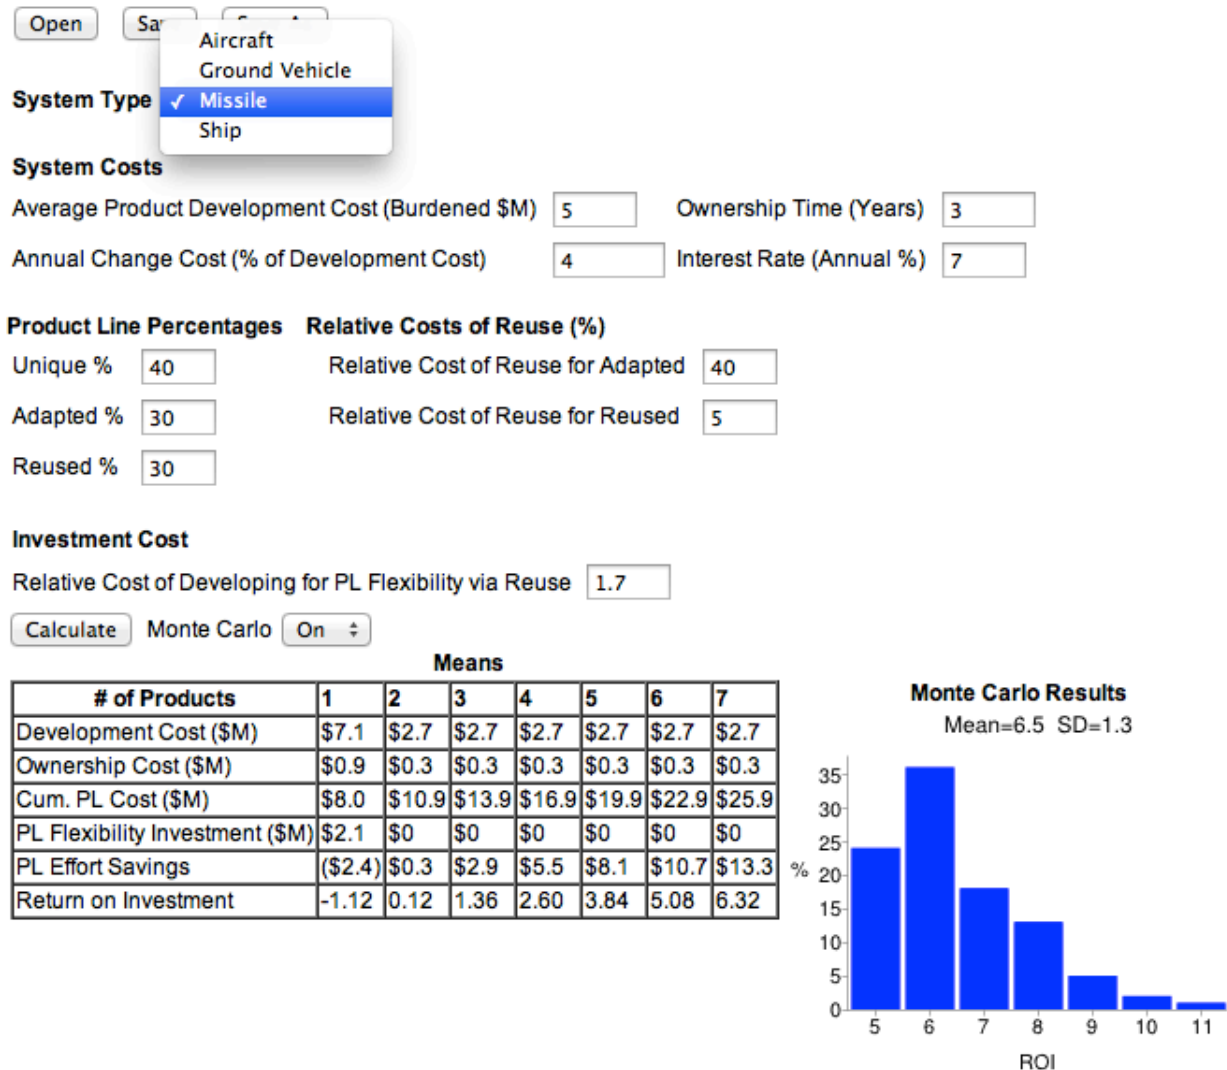 Open
Aircraft
Ground Vehicle
System Type ✓ Missile
Ship
System Costs
Average Product Development Cost (Burdened $M) 5 Ownership Time (Years) 3
Annual Change Cost (% of Development Cost) 4 Interest Rate (Annual %) 7
Product Line Percentages Relative Costs of Reuse (%)
Unique % 40 Relative Cost of Reuse for Adapted 40
Adapted % 30 Relative Cost of Reuse for Reused 5
Reused % 30
Investment Cost
Relative Cost of Developing for PL Flexibility via Reuse 1.7
Calculate Monte Carlo On
Means
# of Products 1 2 3 4 5 6 7
Development Cost ($M) $7.1 $2.7 $2.7 $2.7 $2.7 $2.7 $2.7
Ownership Cost ($M) $0.9 $0.3 $0.3 $0.3 $0.3 $0.3 $0.3
Cum. PL Cost ($M) $8.0 $10.9 $13.9 $16.9 $19.9 $22.9 $25.9
PL Flexibility Investment ($M) $2.1 $0 $0 $0 $0 $0 $0
PL Effort Savings ($2.4) $0.3 $2.9 $5.5 $8.1 $10.7 $13.3
Return on Investment -1.12 0.12 1.36 2.60 3.84 5.08 6.32
Monte Carlo Results
Mean=6.5 SD=1.3
35
30
25
% 20
15
10
5
0
5 6 7 8 9 10 11
ROI